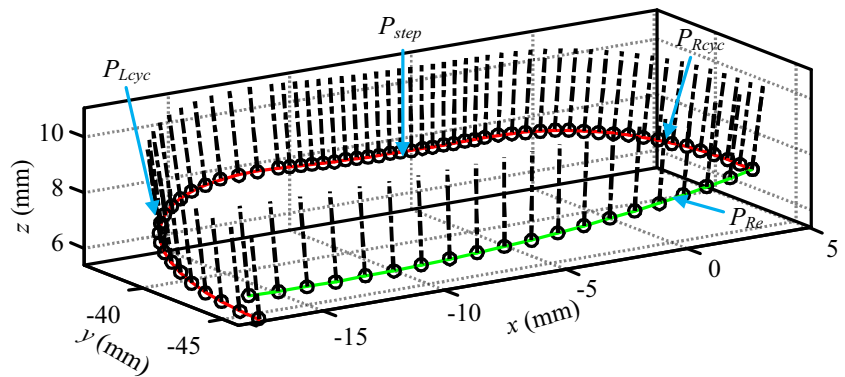 P_step
P_Rcyc
P_Lcyc
10
8
6
z (mm)
P_Re
5
0
-5
-10
-15
x (mm)
-40
-45
y (mm)